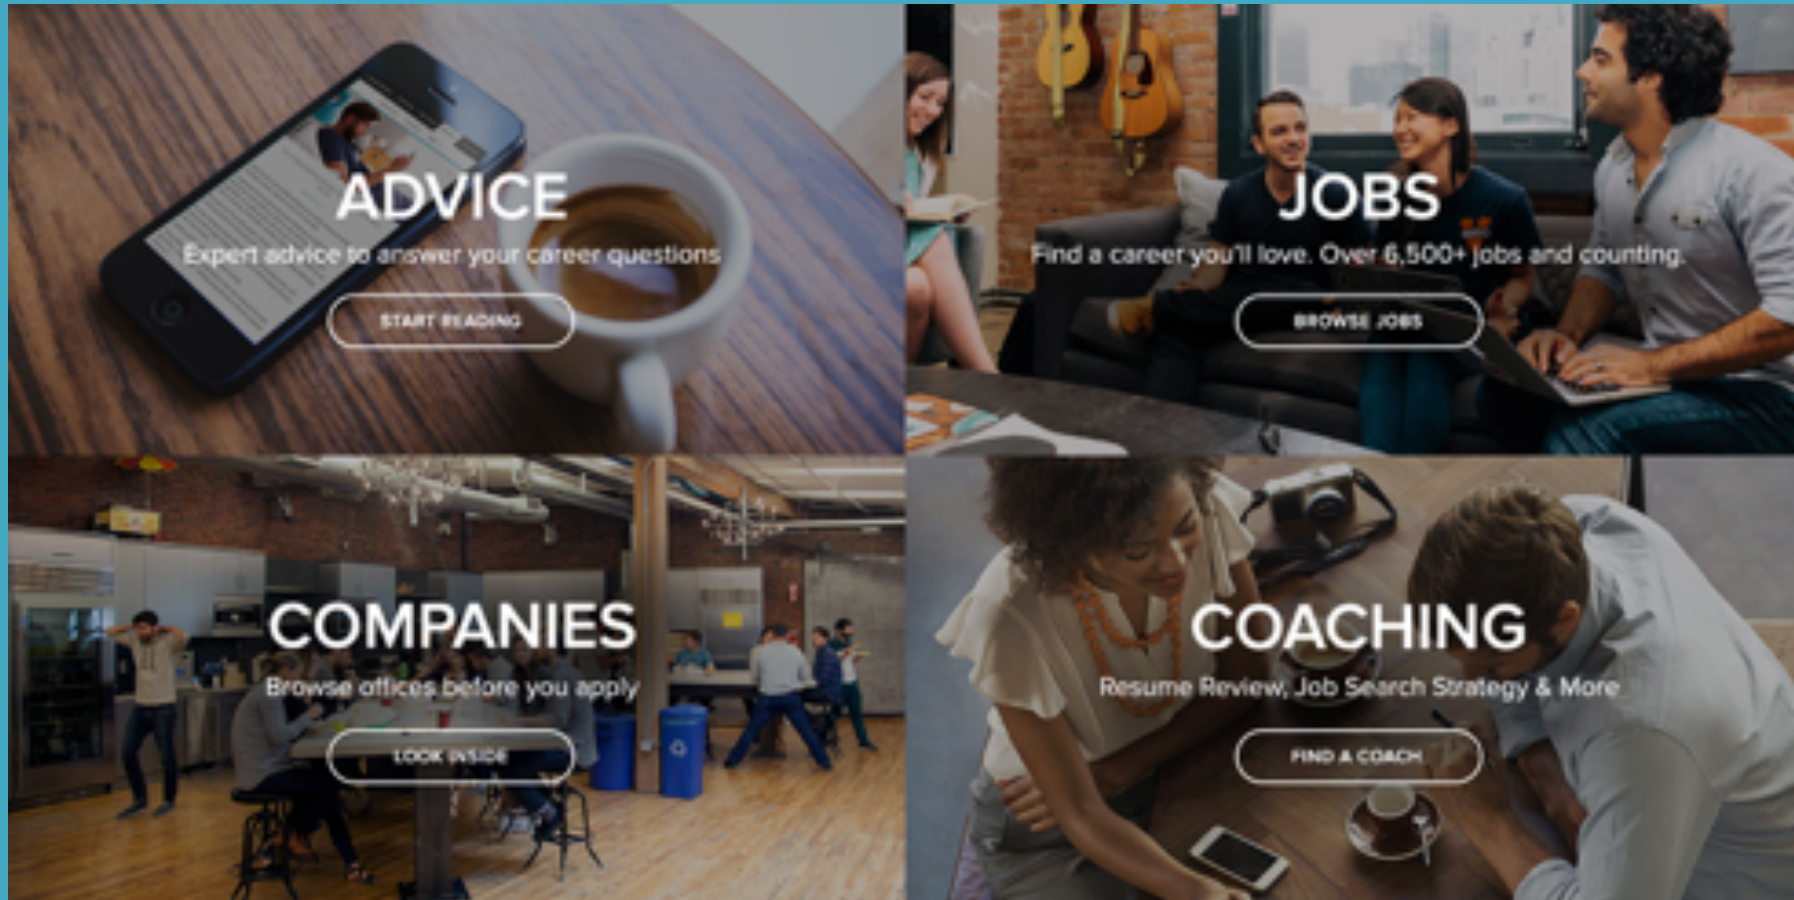 ADVICE
Expert advice to answer your career questions
START READING
JOBS
Find a career you'll love. Over 6,500+ jobs and counting.
BROWSE JOBS
COMPANIES
Browse offices before you apply
LOOK INSIDE
COACHING
Resume Review, Job Search Strategy & More
FIND A COACH